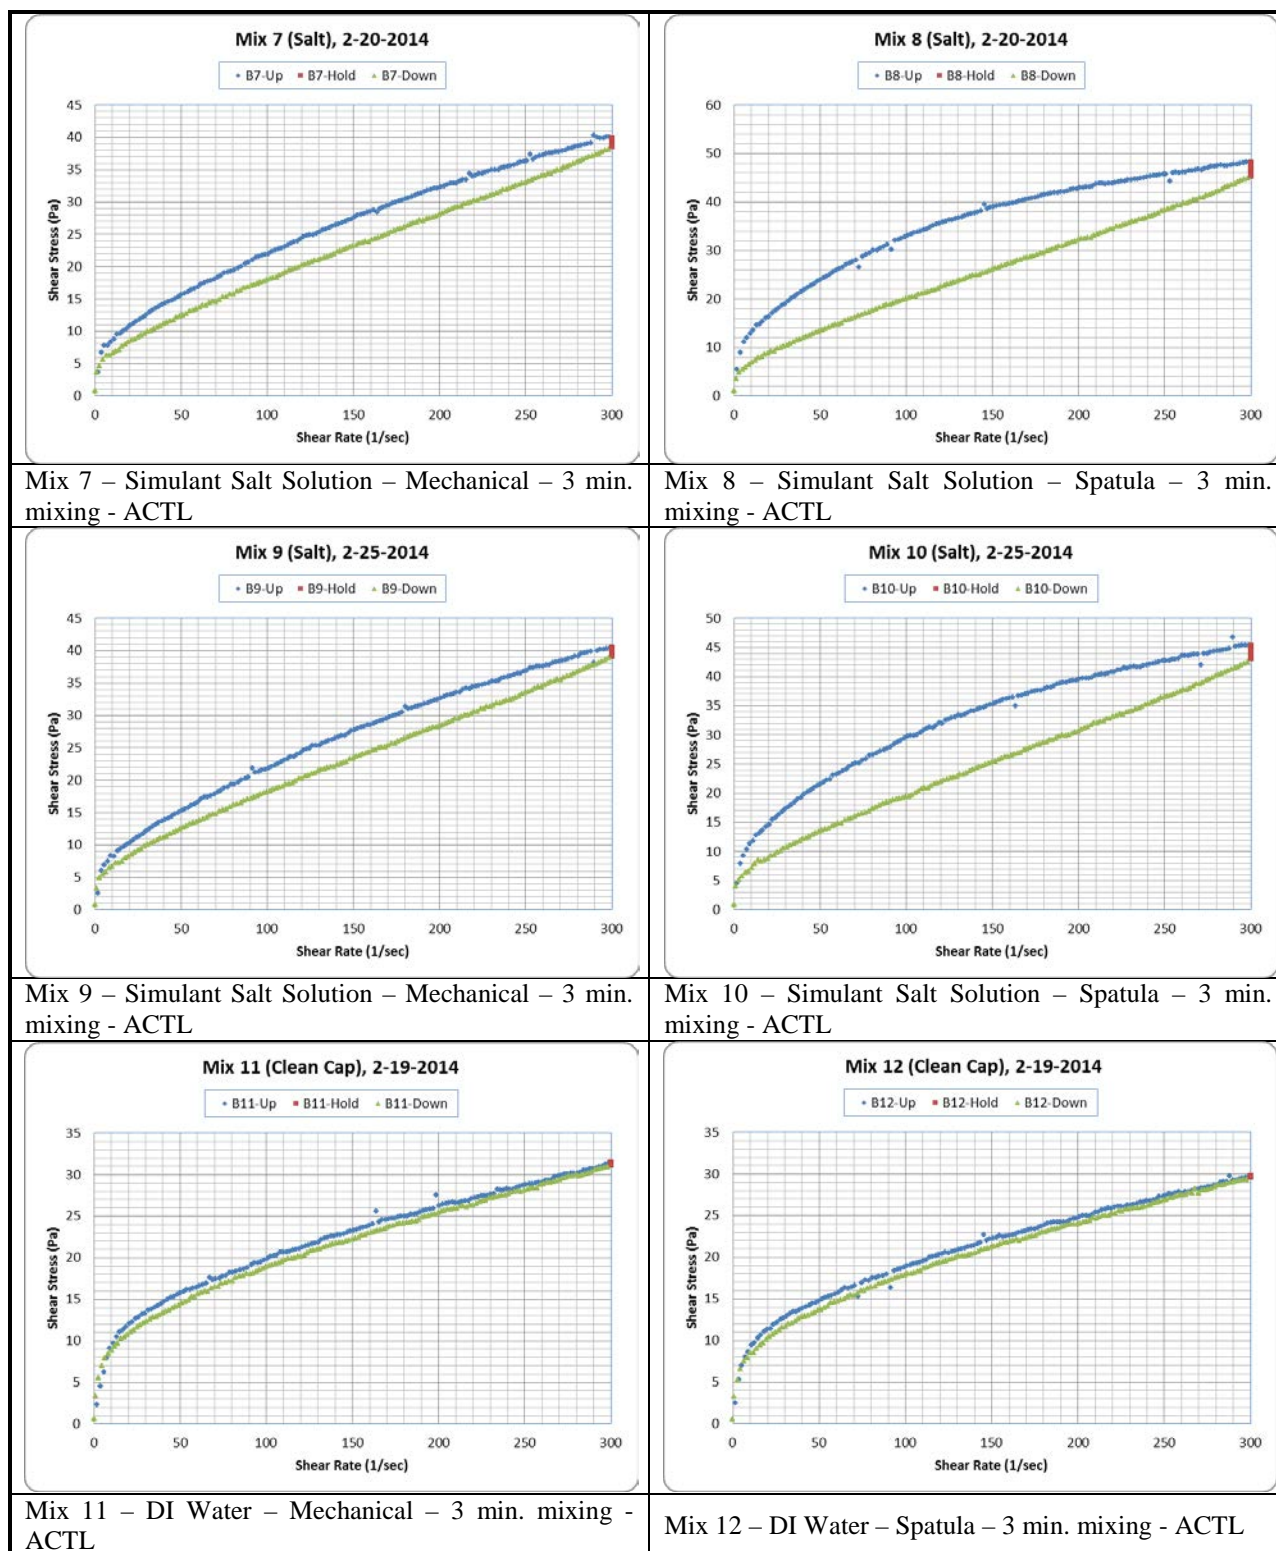 Mix 7 (Salt), 2-20-2014
B7-Up B7-Hold B7-Down
45
40
35
30
25
20
15
10
5
0
Shear Stress (Pa)
0 50 100 150 200 250 300
Shear Rate (1/sec)
Mix 7 – Simulant Salt Solution – Mechanical – 3 min.
mixing - ACTL
Mix 8 (Salt), 2-20-2014
B8-Up B8-Hold B8-Down
60
50
40
30
20
10
0
Shear Stress (Pa)
0 50 100 150 200 250 300
Shear Rate (1/sec)
Mix 8 – Simulant Salt Solution – Spatula – 3 min.
mixing - ACTL
Mix 9 (Salt), 2-25-2014
B9-Up B9-Hold B9-Down
45
40
35
30
25
20
15
10
5
0
Shear Stress (Pa)
0 50 100 150 200 250 300
Shear Rate (1/sec)
Mix 9 – Simulant Salt Solution – Mechanical – 3 min.
mixing - ACTL
Mix 10 (Salt), 2-25-2014
B10-Up B10-Hold B10-Down
50
45
40
35
30
25
20
15
10
5
0
Shear Stress (Pa)
0 50 100 150 200 250 300
Shear Rate (1/sec)
Mix 10 – Simulant Salt Solution – Spatula – 3 min.
mixing - ACTL
Mix 11 (Clean Cap), 2-19-2014
B11-Up B11-Hold B11-Down
35
30
25
20
15
10
5
0
Shear Stress (Pa)
0 50 100 150 200 250 300
Shear Rate (1/sec)
Mix 11 – DI Water – Mechanical – 3 min. mixing -
ACTL
Mix 12 (Clean Cap), 2-19-2014
B12-Up B12-Hold B12-Down
35
30
25
20
15
10
5
0
Shear Stress (Pa)
0 50 100 150 200 250 300
Shear Rate (1/sec)
Mix 12 – DI Water – Spatula – 3 min. mixing - ACTL